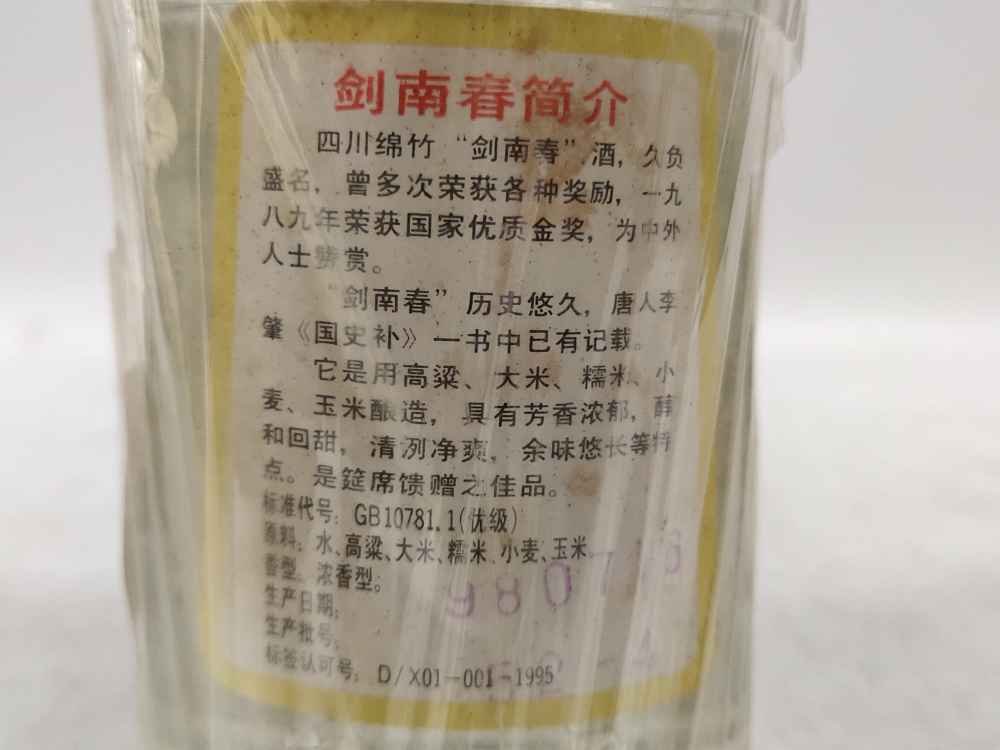 剑南春简介
四川绵竹“剑南春”酒，久负
盛名，曾多次荣获各种奖励，一九
八九年荣获国家优质金奖，为中外
人士赞赏。
“剑南春”历史悠久，唐人李
肇《国史补》一书中已有记载。
它是用高粱、大米、糯米、小
麦、玉米酿造，具有芳香浓郁，醇
和回甜，清冽净爽，余味悠长等特
点。是筵席馈赠之佳品。
标准代号：GB10781.1(优级)
原料：水、高粱、大米、糯米、小麦、玉米
香型：浓香型。
生产日期：
980
生产批号：
标签认可号：D/X01-001-1995